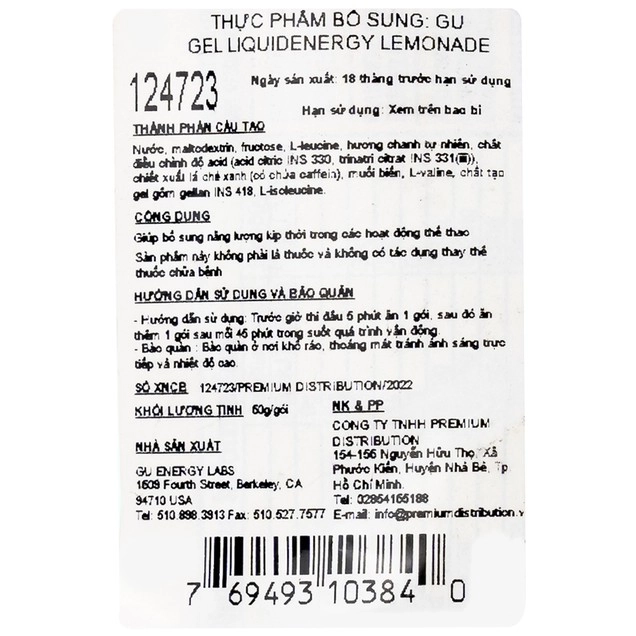 THỰC PHẨM BỔ SUNG: GU
GEL LIQUIDENERGY LEMONADE
124723
Ngày sản xuất: 18 tháng trước hạn sử dụng
Hạn sử dụng: Xem trên bao bì
THÀNH PHẦN CẤU TẠO
Nước, maltodextrin, fructose, L-leucine, hương chanh tự nhiên, chất
điều chỉnh độ acid (acid citric INS 330, trinatri citrat INS 331(iii)),
chiết xuất lá chè xanh (có chứa caffein), muối biển, L-valine, chất tạo
gel gôm gellan INS 418, L-isoleucine.
CÔNG DỤNG
Giúp bổ sung năng lượng kịp thời trong các hoạt động thể thao
Sản phẩm này không phải là thuốc và không có tác dụng thay thế
thuốc chữa bệnh
HƯỚNG DẪN SỬ DỤNG VÀ BẢO QUẢN
- Hướng dẫn sử dụng: Trước giờ thi đấu 5 phút ăn 1 gói, sau đó ăn
thêm 1 gói sau mỗi 45 phút trong suốt quá trình vận động.
- Bảo quản : Bảo quản ở nơi khô ráo, thoáng mát tránh ánh sáng trực
tiếp và nhiệt độ cao.
SỐ XNCB 124723/PREMIUM DISTRIBUTION/2022
KHỐI LƯỢNG TỊNH 60g/gói
NHÀ SẢN XUẤT
GU ENERGY LABS
1609 Fourth Street, Berkeley, CA
94710 USA
Tel: 510.898.3913 Fax: 510.527.7577
NK & PP
CÔNG TY TNHH PREMIUM
DISTRIBUTION
154-156 Nguyễn Hữu Thọ, Xã
Phước Kiển, Huyện Nhà Bè, Tp
Hồ Chí Minh.
Tel: 02854155188
E-mail: info@premiumdistribution.v
7 69493 10384 0